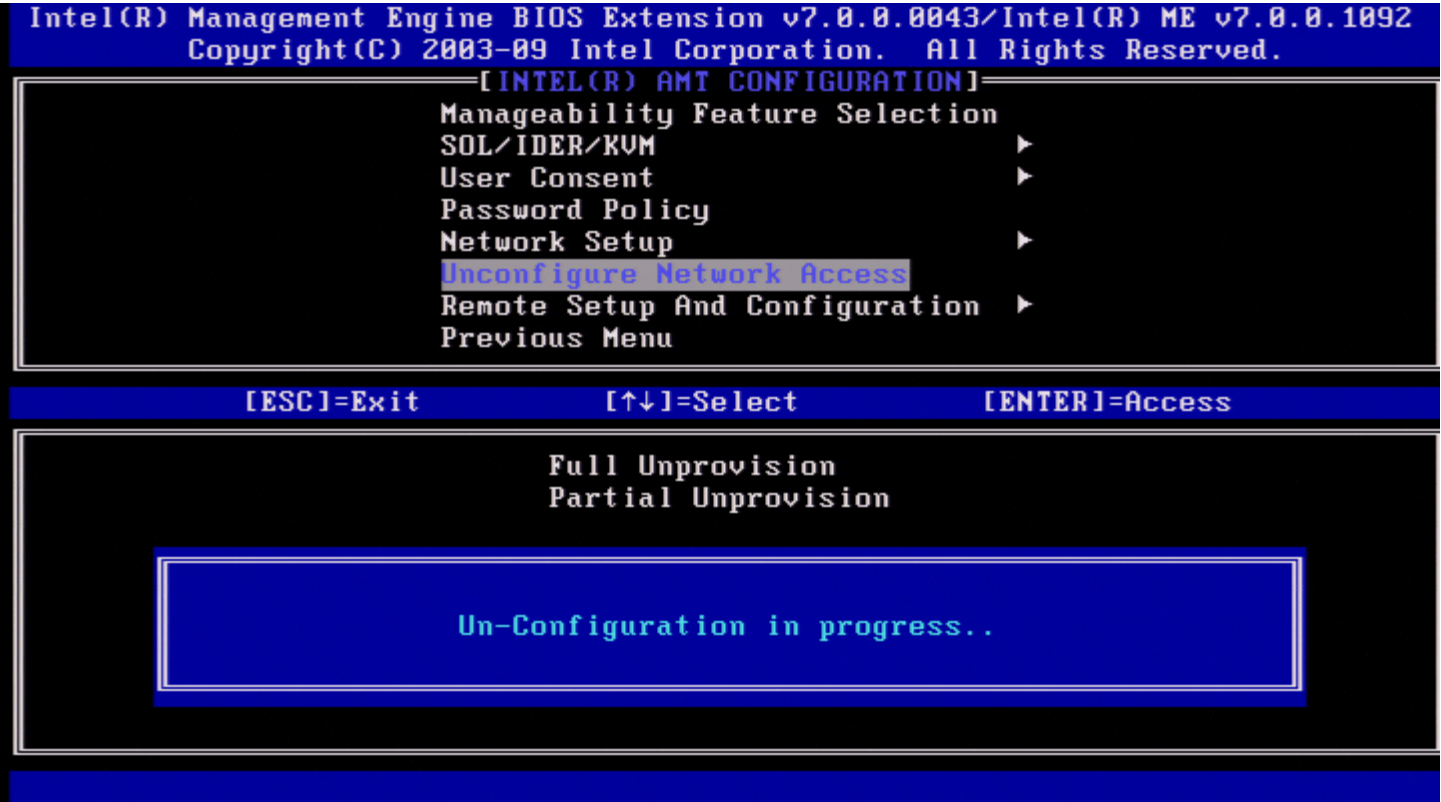 Intel(R) Management Engine BIOS Extension v7.0.0.0043/Intel(R) ME v7.0.0.1092
Copyright(C) 2003-09 Intel Corporation. All Rights Reserved.
[INTEL(R) AMT CONFIGURATION]
Manageability Feature Selection
SOL/IDER/KVM ►
User Consent ►
Password Policy
Network Setup ►
Unconfigure Network Access
Remote Setup And Configuration ►
Previous Menu
[ESC]=Exit [↑↓]=Select [ENTER]=Access
Full Unprovision
Partial Unprovision
Un-Configuration in progress..